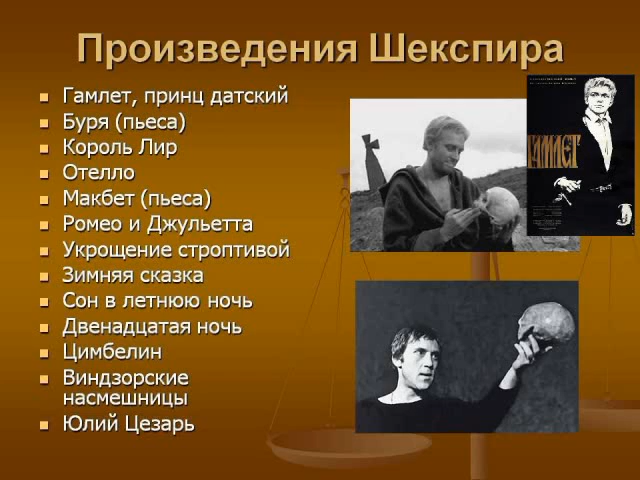 Произведения Шекспира
Гамлет, принц датский
Буря (пьеса)
Король Лир
Отелло
Макбет (пьеса)
Ромео и Джульетта
Укрощение строптивой
Зимняя сказка
Сон в летнюю ночь
Двенадцатая ночь
Цимбелин
Виндзорские
насмешницы
Юлий Цезарь
ГАМЛЕТ